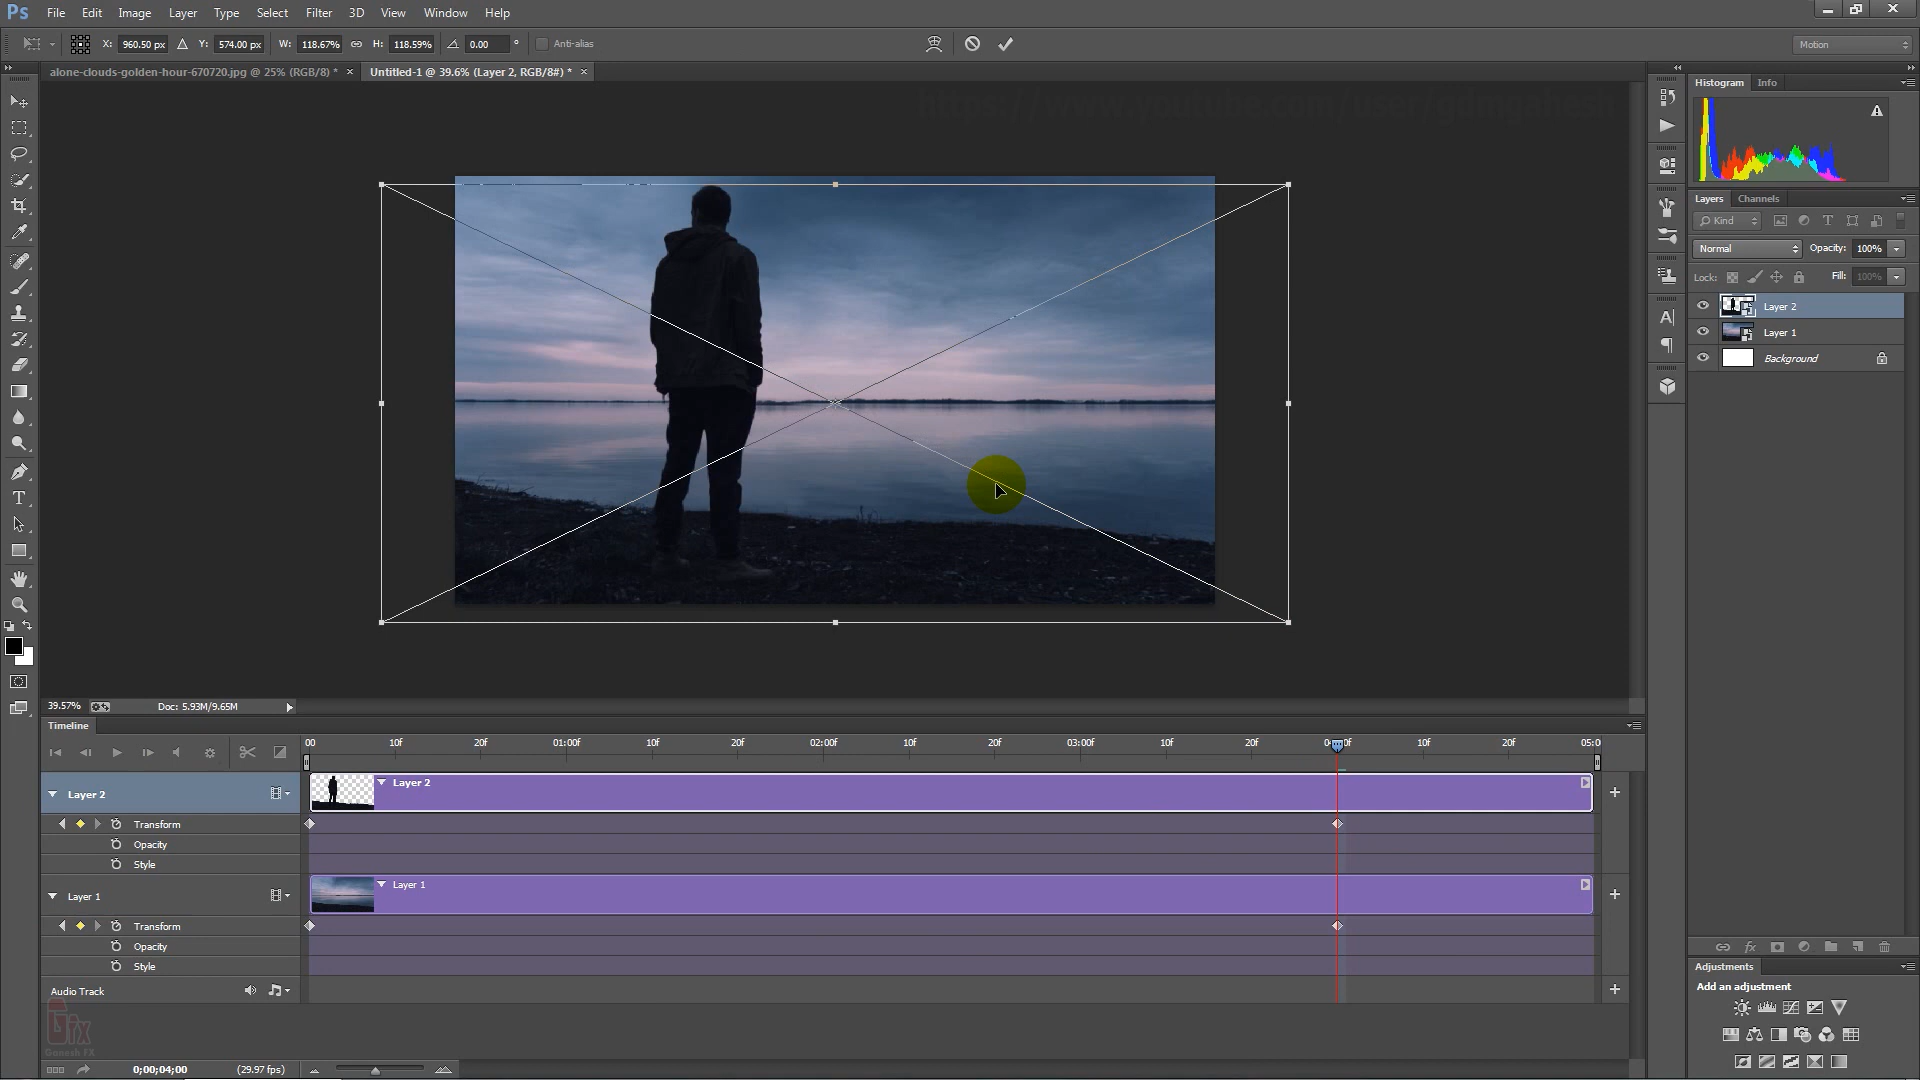 Ps File Edit Image Layer Type Select Filter 3D View Window Help
X: 960.50 px Y: 574.00 px W: 118.67% H: 118.59% 0.00 ° Anti-alias Motion
alone-clouds-golden-hour-670720.jpg @ 25% (RGB/8) * × Untitled-1 @ 39.6% (Layer 2, RGB/8#) * ×
https://www.youtube.com/user/gdmgahesh
Histogram Info
Layers Channels
Kind
Normal Opacity: 100%
Lock: Fill: 100%
Layer 2
Layer 1
Background
39.57% Doc: 5.93M/9.65M
Timeline
00 10f 20f 01:00f 10f 20f 02:00f 10f 20f 03:00f 10f 20f 10f 20f 05:0
Layer 2 Layer 2
Transform
Opacity
Style
Layer 1 Layer 1
Transform
Opacity
Style
Audio Track
Gfx
Ganesh FX
0;00;04;00 (29.97 fps)
Adjustments
Add an adjustment